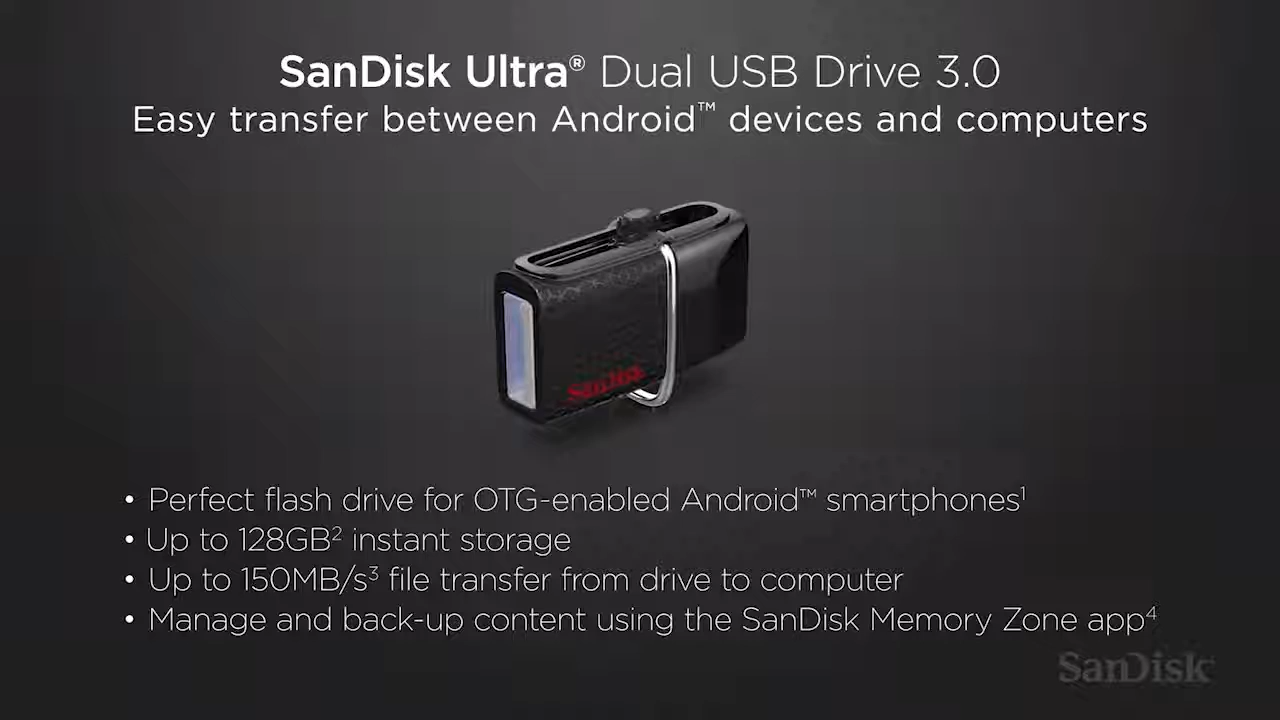 SanDisk Ultra® Dual USB Drive 3.0
Easy transfer between Android™ devices and computers
SanDisk
• Perfect flash drive for OTG-enabled Android™ smartphones¹
• Up to 128GB² instant storage
• Up to 150MB/s³ file transfer from drive to computer
• Manage and back-up content using the SanDisk Memory Zone app⁴
SanDisk